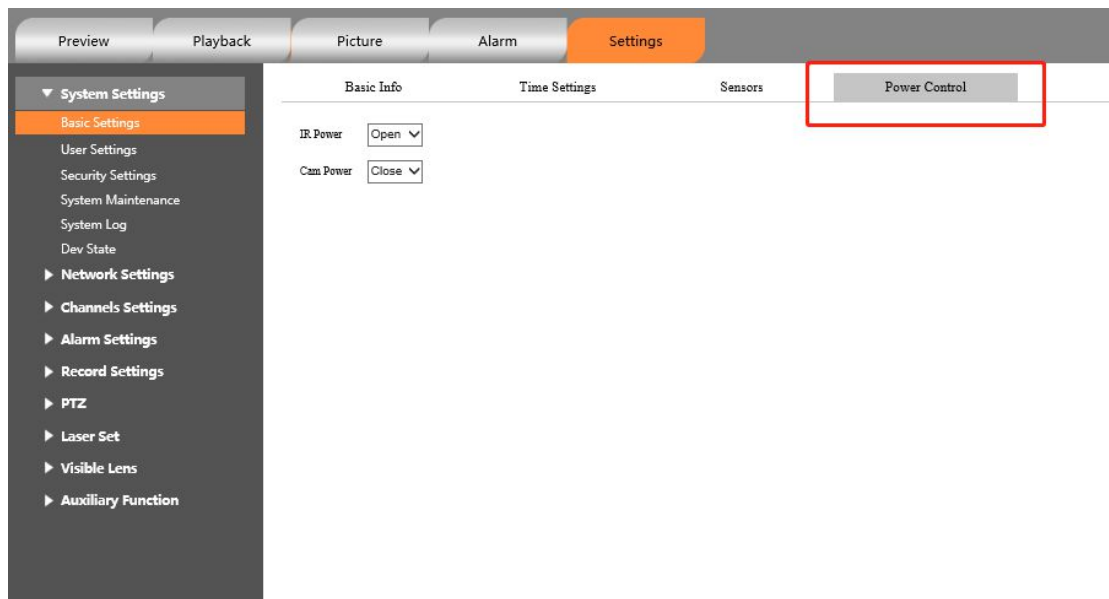 Preview Playback Picture Alarm Settings
System Settings
Basic Settings
User Settings
Security Settings
System Maintenance
System Log
Dev State
Network Settings
Channels Settings
Alarm Settings
Record Settings
PTZ
Laser Set
Visible Lens
Auxiliary Function
Basic Info Time Settings Sensors Power Control
IR Power Open
Cam Power Close